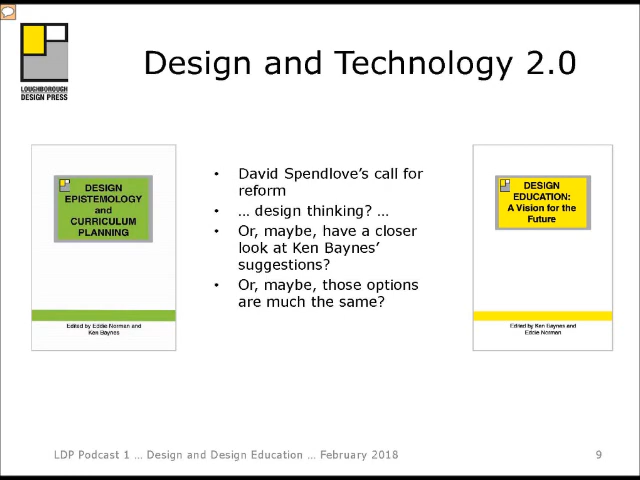 LOUGHBOROUGH
DESIGN PRESS
Design and Technology 2.0
DESIGN
EPISTEMOLOGY
and
CURRICULUM
PLANNING
Edited by Eddie Norman and
Ken Baynes
• David Spendlove’s call for
reform
• … design thinking? …
• Or, maybe, have a closer
look at Ken Baynes’
suggestions?
• Or, maybe, those options
are much the same?
DESIGN
EDUCATION:
A Vision for the
Future
Edited by Ken Baynes and
Eddie Norman
LDP Podcast 1 … Design and Design Education … February 2018
9